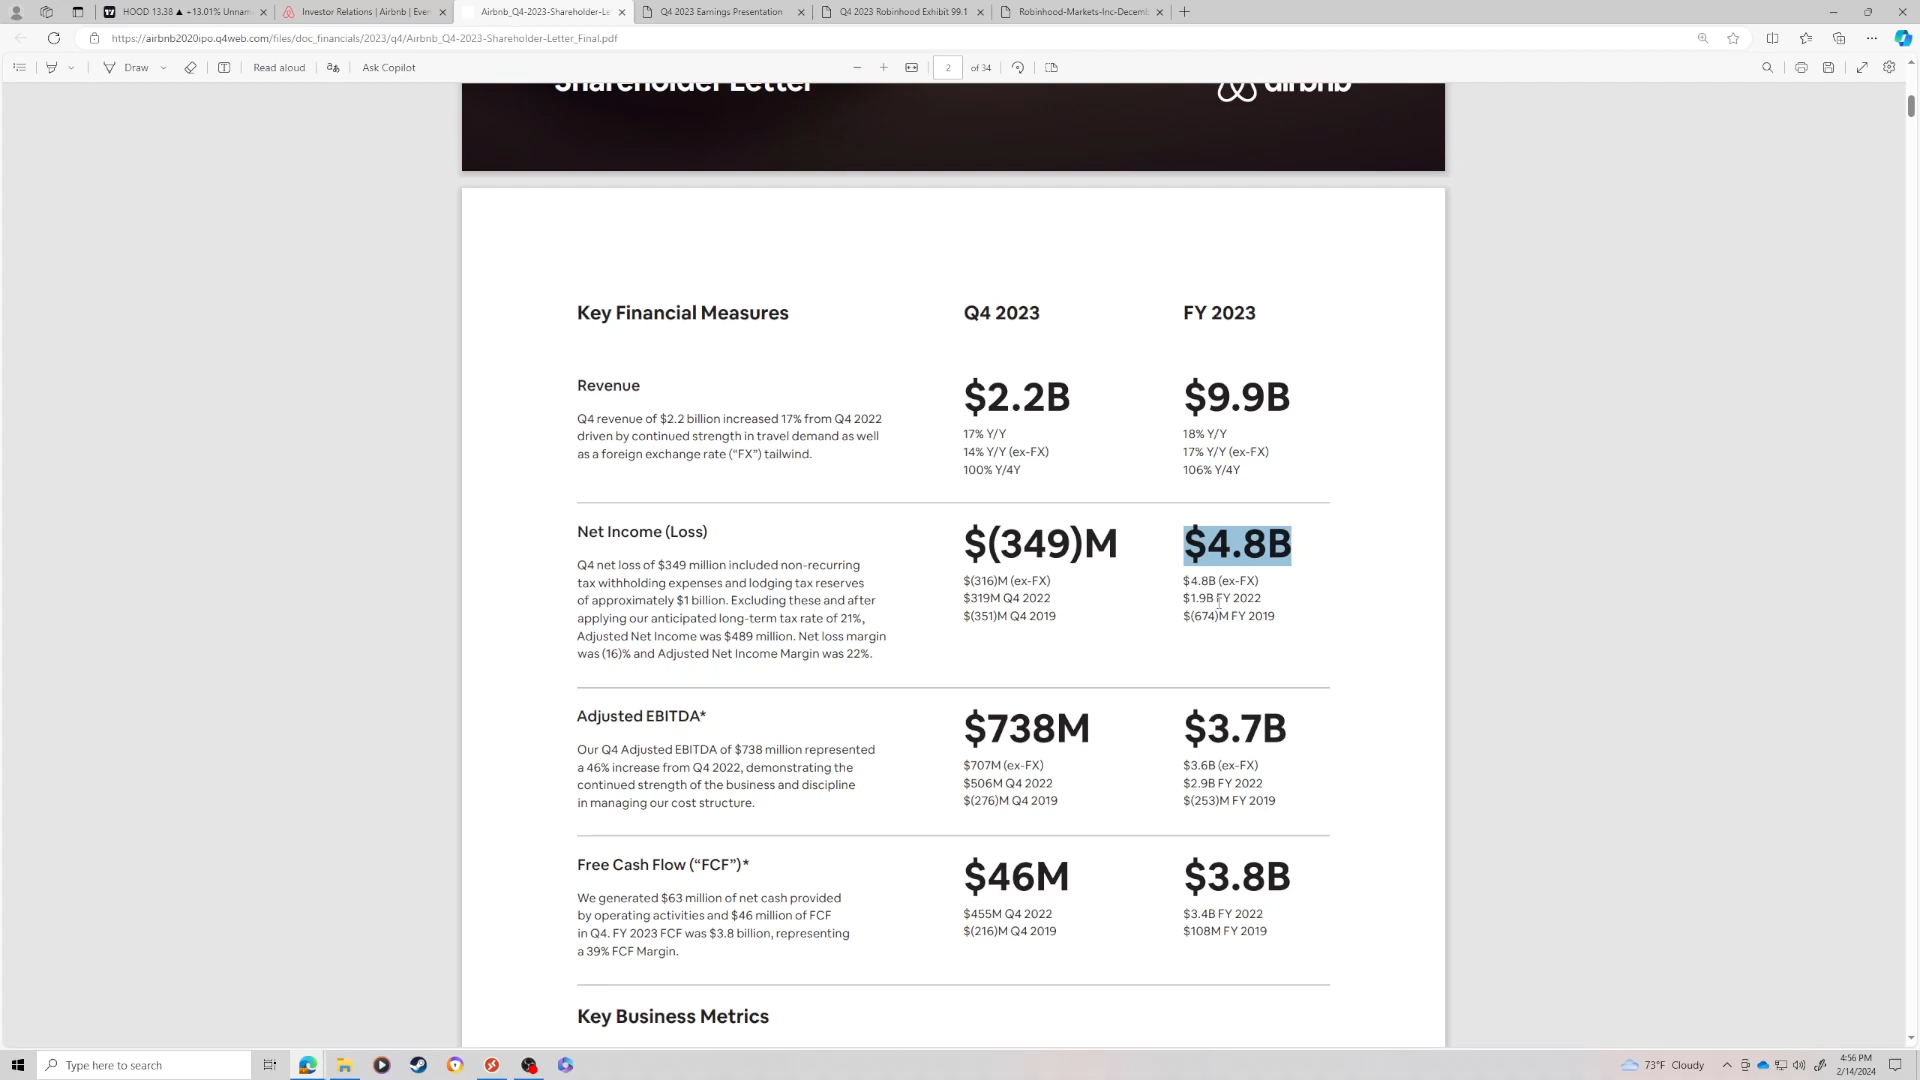 HOOD 13.38 ▲ +13.01% Unnam
Investor Relations | Airbnb | Even
Airbnb_Q4-2023-Shareholder-Le
Q4 2023 Earnings Presentation
Q4 2023 Robinhood Exhibit 99.1
Robinhood-Markets-Inc-Decemb
https://airbnb2020ipo.q4web.com/files/doc_financials/2023/q4/Airbnb_Q4-2023-Shareholder-Letter_Final.pdf
Draw
Read aloud
Ask Copilot
2
of 34
Shareholder Letter
airbnb
Key Financial Measures
Q4 2023
FY 2023
Revenue
Q4 revenue of $2.2 billion increased 17% from Q4 2022
driven by continued strength in travel demand as well
as a foreign exchange rate (“FX”) tailwind.
$2.2B
17% Y/Y
14% Y/Y (ex-FX)
100% Y/4Y
$9.9B
18% Y/Y
17% Y/Y (ex-FX)
106% Y/4Y
Net Income (Loss)
Q4 net loss of $349 million included non-recurring
tax withholding expenses and lodging tax reserves
of approximately $1 billion. Excluding these and after
applying our anticipated long-term tax rate of 21%,
Adjusted Net Income was $489 million. Net loss margin
was (16)% and Adjusted Net Income Margin was 22%.
$(349)M
$(316)M (ex-FX)
$319M Q4 2022
$(351)M Q4 2019
$4.8B
$4.8B (ex-FX)
$1.9B FY 2022
$(674)M FY 2019
Adjusted EBITDA*
Our Q4 Adjusted EBITDA of $738 million represented
a 46% increase from Q4 2022, demonstrating the
continued strength of the business and discipline
in managing our cost structure.
$738M
$707M (ex-FX)
$506M Q4 2022
$(276)M Q4 2019
$3.7B
$3.6B (ex-FX)
$2.9B FY 2022
$(253)M FY 2019
Free Cash Flow (“FCF”)*
We generated $63 million of net cash provided
by operating activities and $46 million of FCF
in Q4. FY 2023 FCF was $3.8 billion, representing
a 39% FCF Margin.
$46M
$455M Q4 2022
$(216)M Q4 2019
$3.8B
$3.4B FY 2022
$108M FY 2019
Key Business Metrics
Type here to search
73°F Cloudy
4:56 PM
2/14/2024